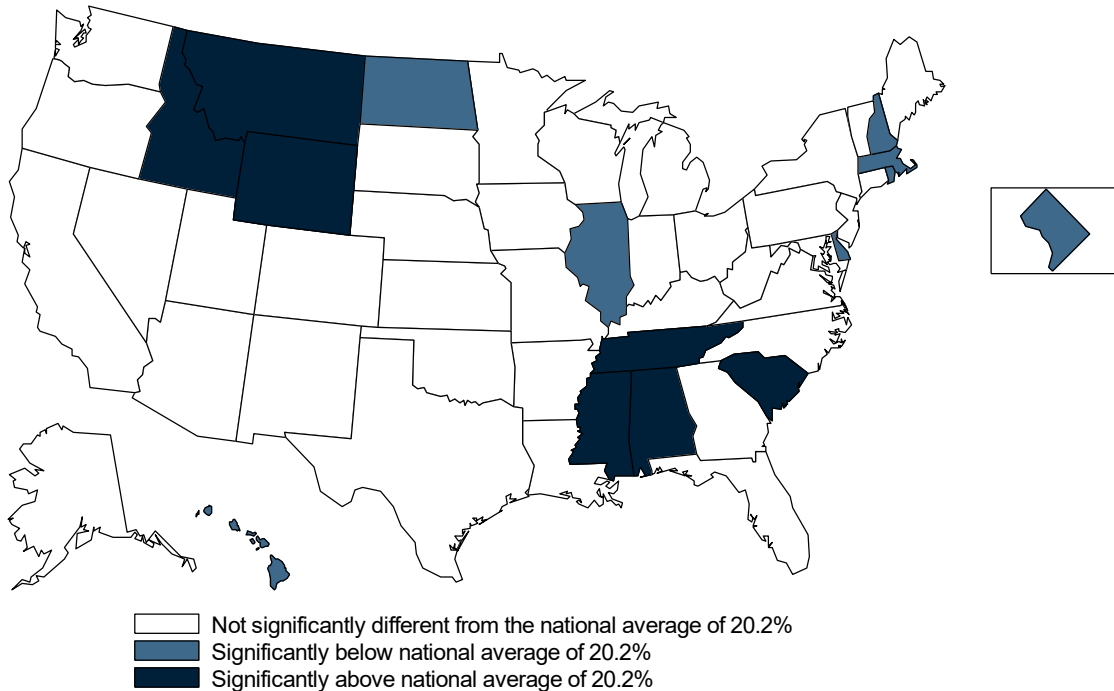 Not significantly different from the national average of 20.2%
Significantly below national average of 20.2%
Significantly above national average of 20.2%